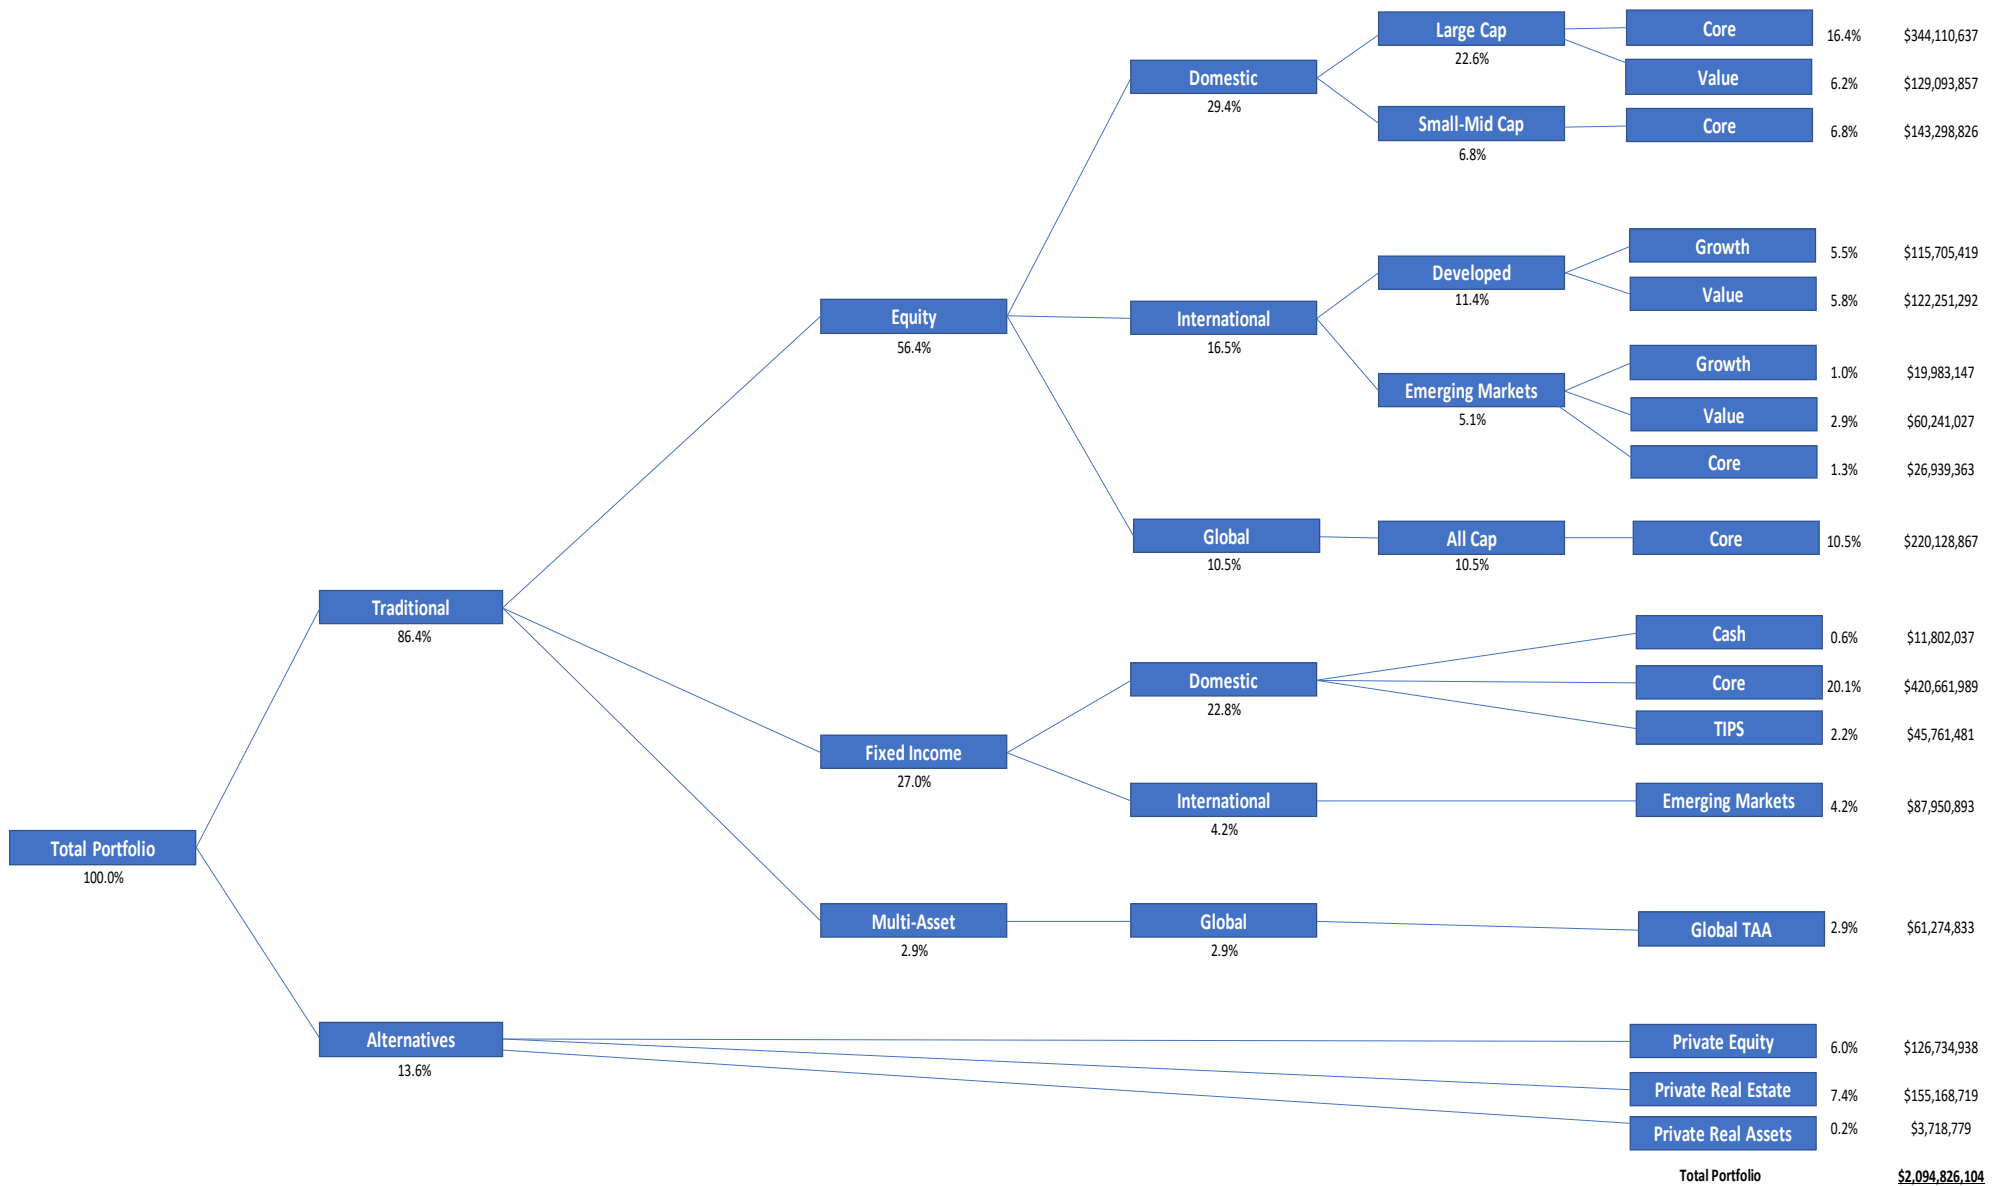 Large Cap
22.6%
Core
16.4%
$344,110,637
Value
6.2%
$129,093,857
Domestic
29.4%
Small-Mid Cap
6.8%
Core
6.8%
$143,298,826
Growth
5.5%
$115,705,419
Developed
11.4%
Value
5.8%
$122,251,292
Equity
56.4%
International
16.5%
Growth
1.0%
$19,983,147
Emerging Markets
5.1%
Value
2.9%
$60,241,027
Core
1.3%
$26,939,363
Global
10.5%
All Cap
10.5%
Core
10.5%
$220,128,867
Traditional
86.4%
Cash
0.6%
$11,802,037
Domestic
22.8%
Core
20.1%
$420,661,989
TIPS
2.2%
$45,761,481
Fixed Income
27.0%
International
4.2%
Emerging Markets
4.2%
$87,950,893
Total Portfolio
100.0%
Multi-Asset
2.9%
Global
2.9%
Global TAA
2.9%
$61,274,833
Alternatives
13.6%
Private Equity
6.0%
$126,734,938
Private Real Estate
7.4%
$155,168,719
Private Real Assets
0.2%
$3,718,779
Total Portfolio
$2,094,826,104